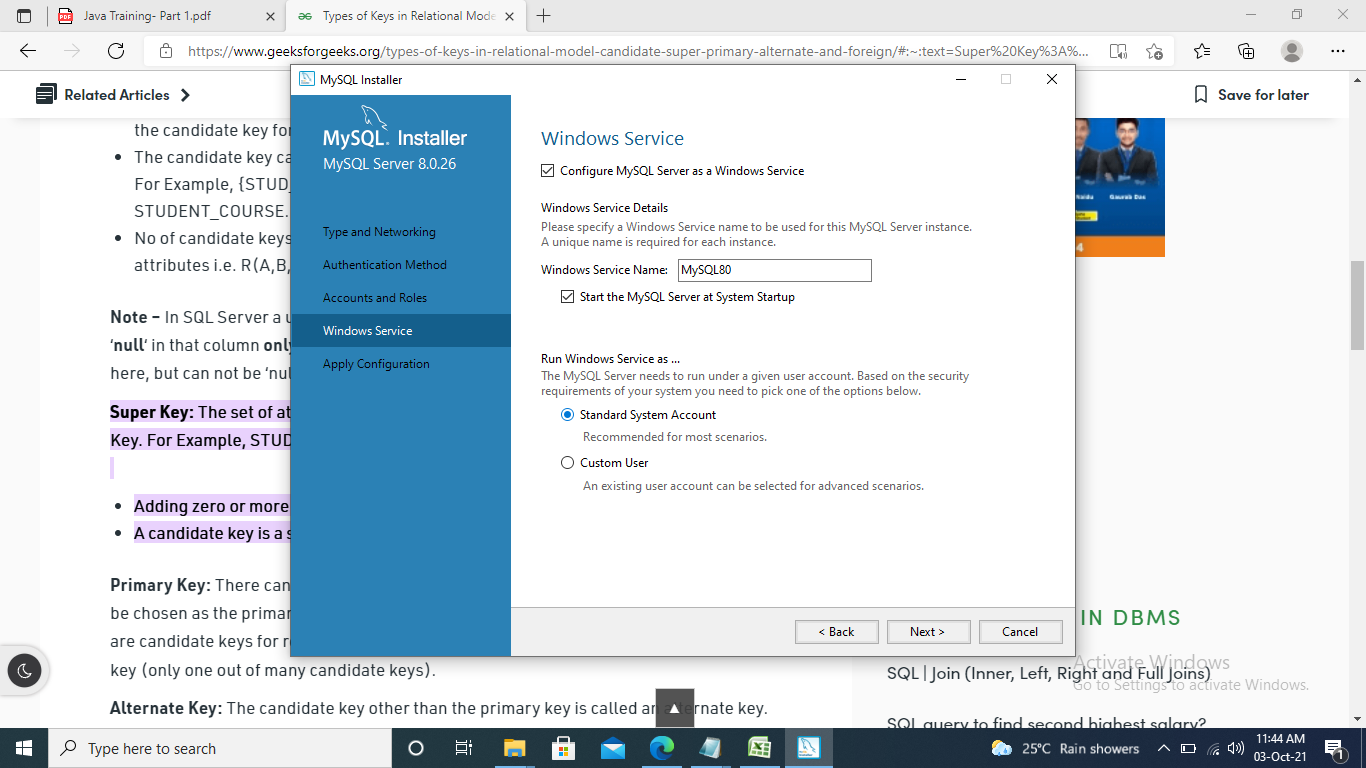 Java Training- Part 1.pdf
Types of Keys in Relational Mode
https://www.geeksforgeeks.org/types-of-keys-in-relational-model-candidate-super-primary-alternate-and-foreign/#:~:text=Super%20Key%3A%...
Related Articles
Save for later
MySQL Installer
MySQL. Installer
MySQL Server 8.0.26
Type and Networking
Authentication Method
Accounts and Roles
Windows Service
Apply Configuration
Windows Service
Configure MySQL Server as a Windows Service
Windows Service Details
Please specify a Windows Service name to be used for this MySQL Server instance.
A unique name is required for each instance.
Windows Service Name: MySQL80
Start the MySQL Server at System Startup
Run Windows Service as ...
The MySQL Server needs to run under a given user account. Based on the security
requirements of your system you need to pick one of the options below.
Standard System Account
Recommended for most scenarios.
Custom User
An existing user account can be selected for advanced scenarios.
< Back
Next >
Cancel
the candidate key for
• The candidate key ca
For Example, {STUD_
STUDENT_COURSE.
• No of candidate keys
attributes i.e. R(A,B,
Note – In SQL Server a u
‘null‘ in that column only
here, but can not be ‘nul
Super Key: The set of at
Key. For Example, STUD
• Adding zero or more
• A candidate key is a s
Primary Key: There can
be chosen as the primar
are candidate keys for re
key (only one out of many candidate keys).
Alternate Key: The candidate key other than the primary key is called an alternate key.
Gaurab Das
4
IN DBMS
SQL | Join (Inner, Left, Right and Full Joins)
SQL query to find second highest salary?
Activate Windows
Go to Settings to activate Windows.
Type here to search
25°C Rain showers
11:44 AM
03-Oct-21
1